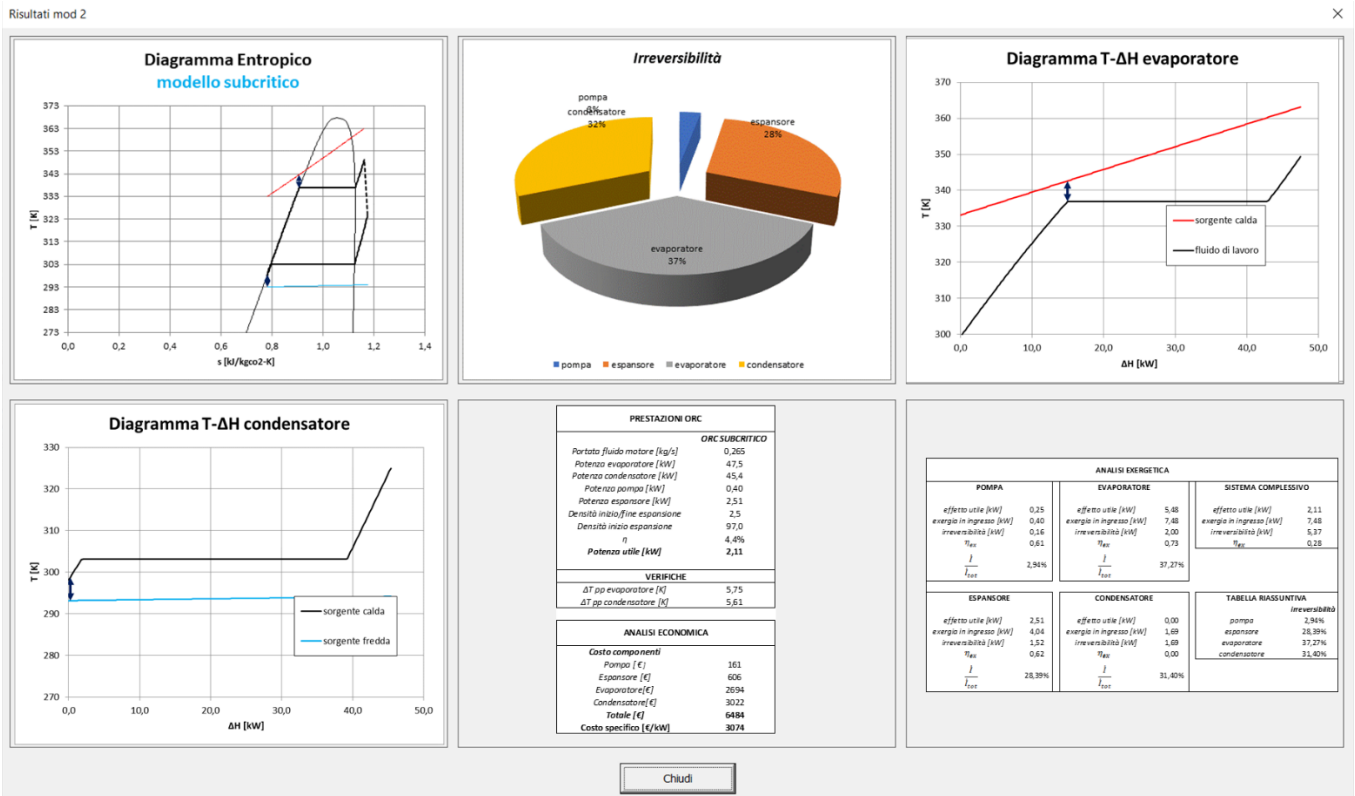 Risultati mod 2
Diagramma Entropico
modello subcritico
T [K]
373
363
353
343
333
323
313
303
293
283
273
0,0 0,2 0,4 0,6 0,8 1,0 1,2 1,4
s [kJ/kgco2-K]
Irreversibilità
pompa
3%
condensatore
32%
espansore
28%
evaporatore
37%
pompa espansore evaporatore condensatore
Diagramma T-ΔH evaporatore
T [K]
370
360
350
340
330
320
310
300
sorgente calda
fluido di lavoro
0,0 10,0 20,0 30,0 40,0 50,0
ΔH [kW]
Diagramma T-ΔH condensatore
T [K]
330
320
310
300
290
280
270
sorgente calda
sorgente fredda
0,0 10,0 20,0 30,0 40,0 50,0
ΔH [kW]
PRESTAZIONI ORC
ORC SUBCRITICO
Portata fluido motore [kg/s] 0,265
Potenza evaporatore [kW] 47,5
Potenza condensatore [kW] 45,4
Potenza pompa [kW] 0,40
Potenza espansore [kW] 2,51
Densità inizio/fine espansione 2,5
Densità inizio espansione 97,0
η 4,4%
Potenza utile [kW] 2,11
VERIFICHE
ΔT pp evaporatore [K] 5,75
ΔT pp condensatore [K] 5,61
ANALISI ECONOMICA
Costo componenti
Pompa [€] 161
Espansore [€] 606
Evaporatore[€] 2694
Condensatore[€] 3022
Totale [€] 6484
Costo specifico [€/kW] 3074
ANALISI EXERGETICA
POMPA EVAPORATORE SISTEMA COMPLESSIVO
effetto utile [kW] 0,25 effetto utile [kW] 5,48 effetto utile [kW] 2,11
exergia in ingresso [kW] 0,40 exergia in ingresso [kW] 7,48 exergia in ingresso [kW] 7,48
irreversibilità [kW] 0,16 irreversibilità [kW] 2,00 irreversibilità [kW] 5,37
ηex 0,61 ηex 0,73 ηex 0,28
I/Itot 2,94% I/Itot 37,27%
ESPANSORE CONDENSATORE TABELLA RIASSUNTIVA
Irreversibilità
effetto utile [kW] 2,51 effetto utile [kW] 0,00 pompa 2,94%
exergia in ingresso [kW] 4,04 exergia in ingresso [kW] 1,69 espansore 28,39%
irreversibilità [kW] 1,52 irreversibilità [kW] 1,69 evaporatore 37,27%
ηex 0,62 ηex 0,00 condensatore 31,40%
I/Itot 28,39% I/Itot 31,40%
Chiudi